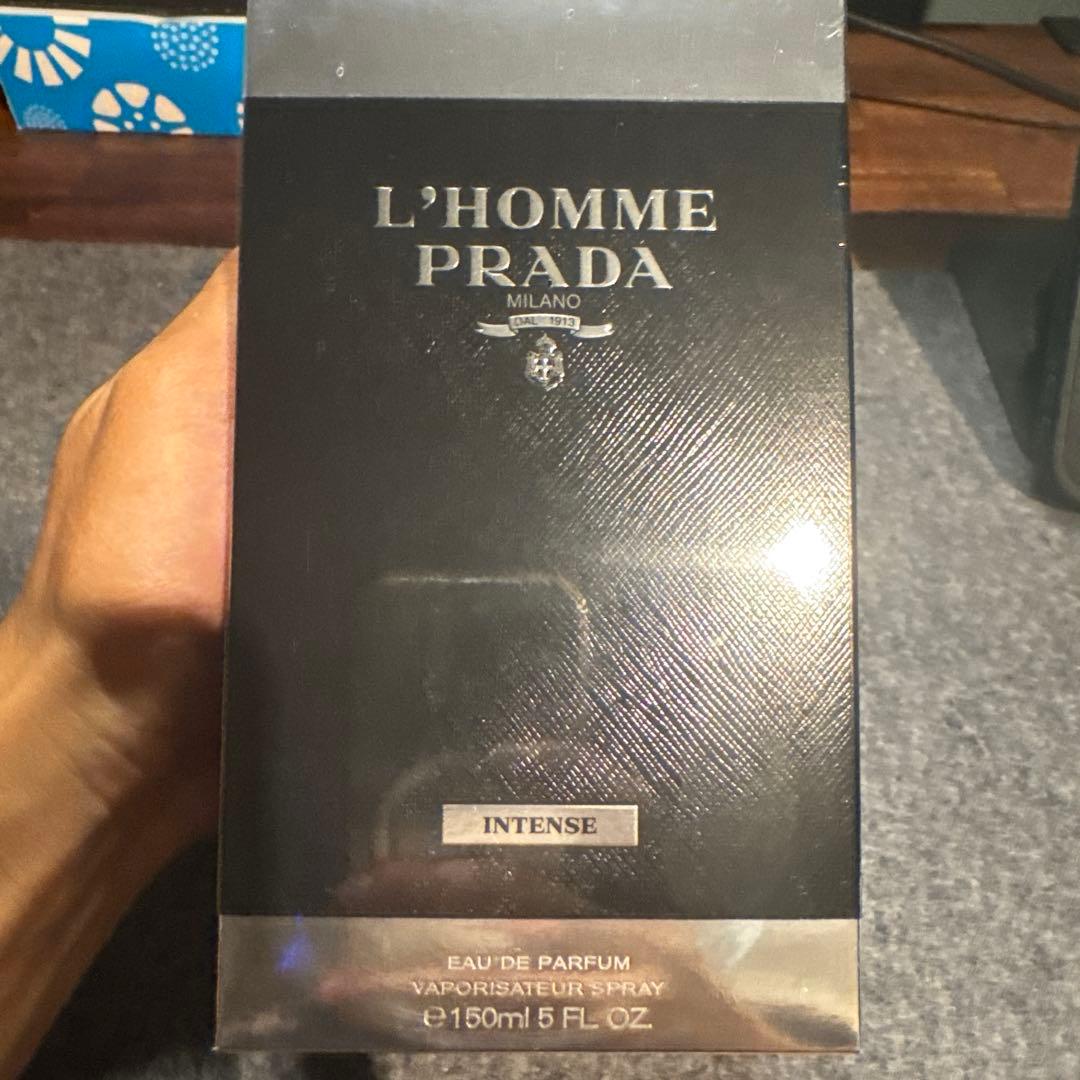 L'HOMME
PRADA
MILANO
DAL 1913
INTENSE
EAU DE PARFUM
VAPORISATEUR SPRAY
℮150ml 5 FL OZ.